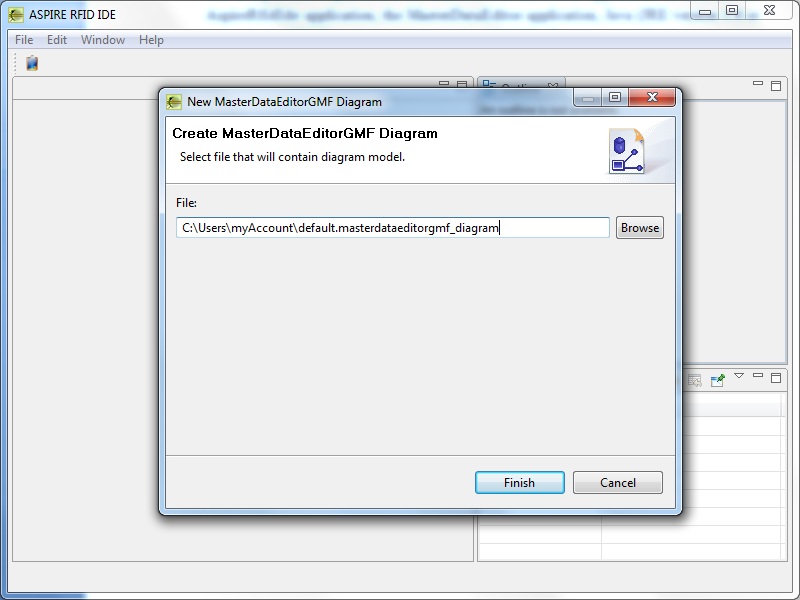 ASPIRE RFID IDE
File Edit Window Help
New MasterDataEditorGMF Diagram
Create MasterDataEditorGMF Diagram
Select file that will contain diagram model.
File:
C:\Users\myAccount\default.masterdataeditorgmf_diagram
Browse
Finish
Cancel